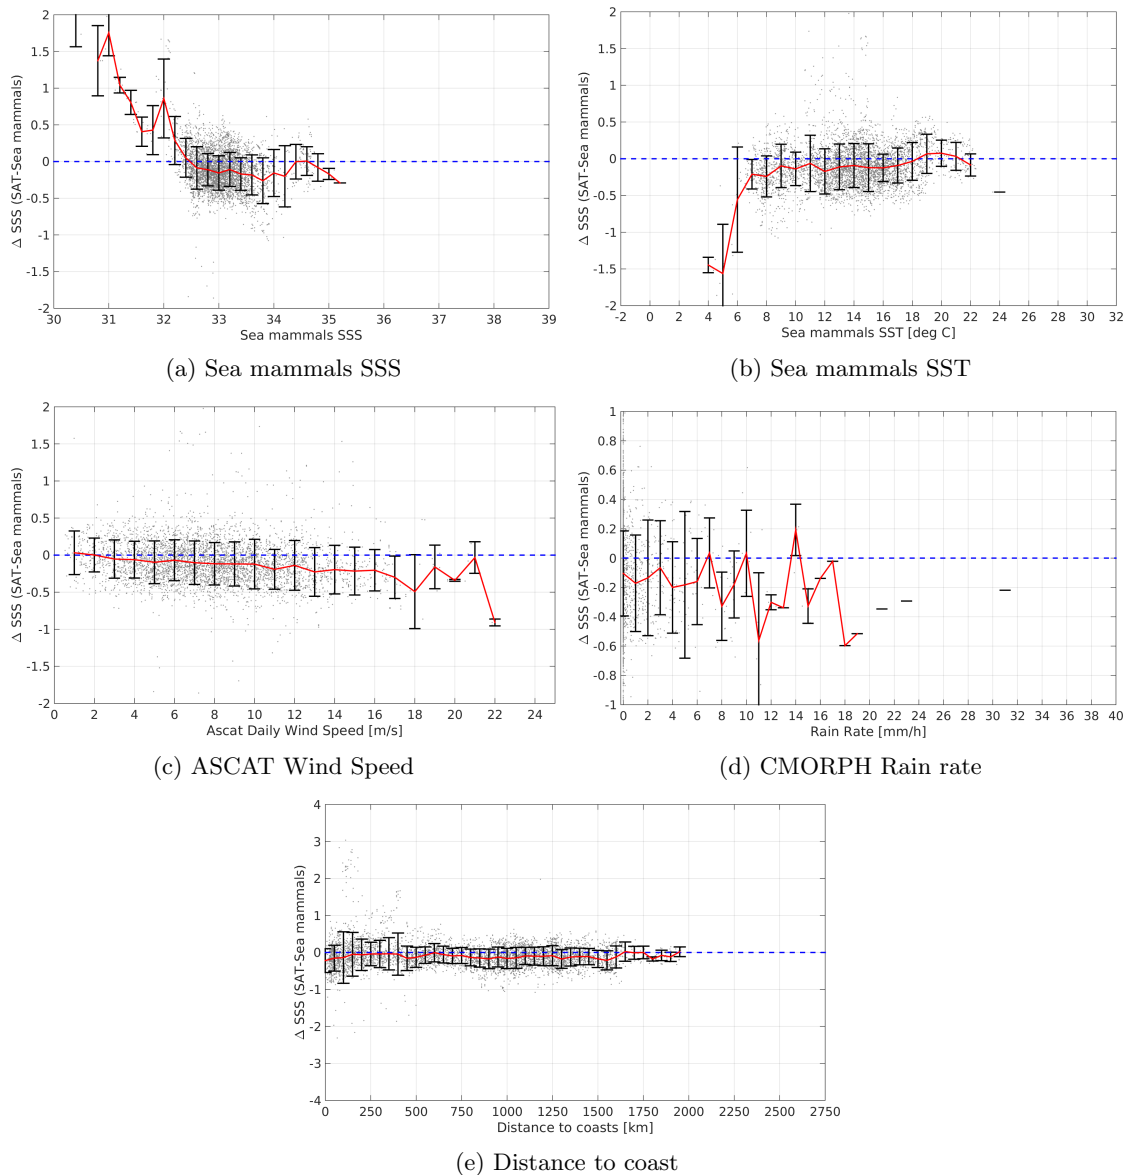 2
1.5
1
0.5
0
-0.5
-1
-1.5
-2
Δ SSS (SAT-Sea mammals)
30 31 32 33 34 35 36 37 38 39
Sea mammals SSS
(a) Sea mammals SSS
2
1.5
1
0.5
0
-0.5
-1
-1.5
-2
Δ SSS (SAT-Sea mammals)
-2 0 2 4 6 8 10 12 14 16 18 20 22 24 26 28 30 32
Sea mammals SST [deg C]
(b) Sea mammals SST
2
1.5
1
0.5
0
-0.5
-1
-1.5
-2
Δ SSS (SAT-Sea mammals)
0 2 4 6 8 10 12 14 16 18 20 22 24
Ascat Daily Wind Speed [m/s]
(c) ASCAT Wind Speed
1
0.8
0.6
0.4
0.2
0
-0.2
-0.4
-0.6
-0.8
-1
Δ SSS (SAT-Sea mammals)
0 2 4 6 8 10 12 14 16 18 20 22 24 26 28 30 32 34 36 38 40
Rain Rate [mm/h]
(d) CMORPH Rain rate
4
3
2
1
0
-1
-2
-3
-4
Δ SSS (SAT-Sea mammals)
0 250 500 750 1000 1250 1500 1750 2000 2250 2500 2750
Distance to coasts [km]
(e) Distance to coast